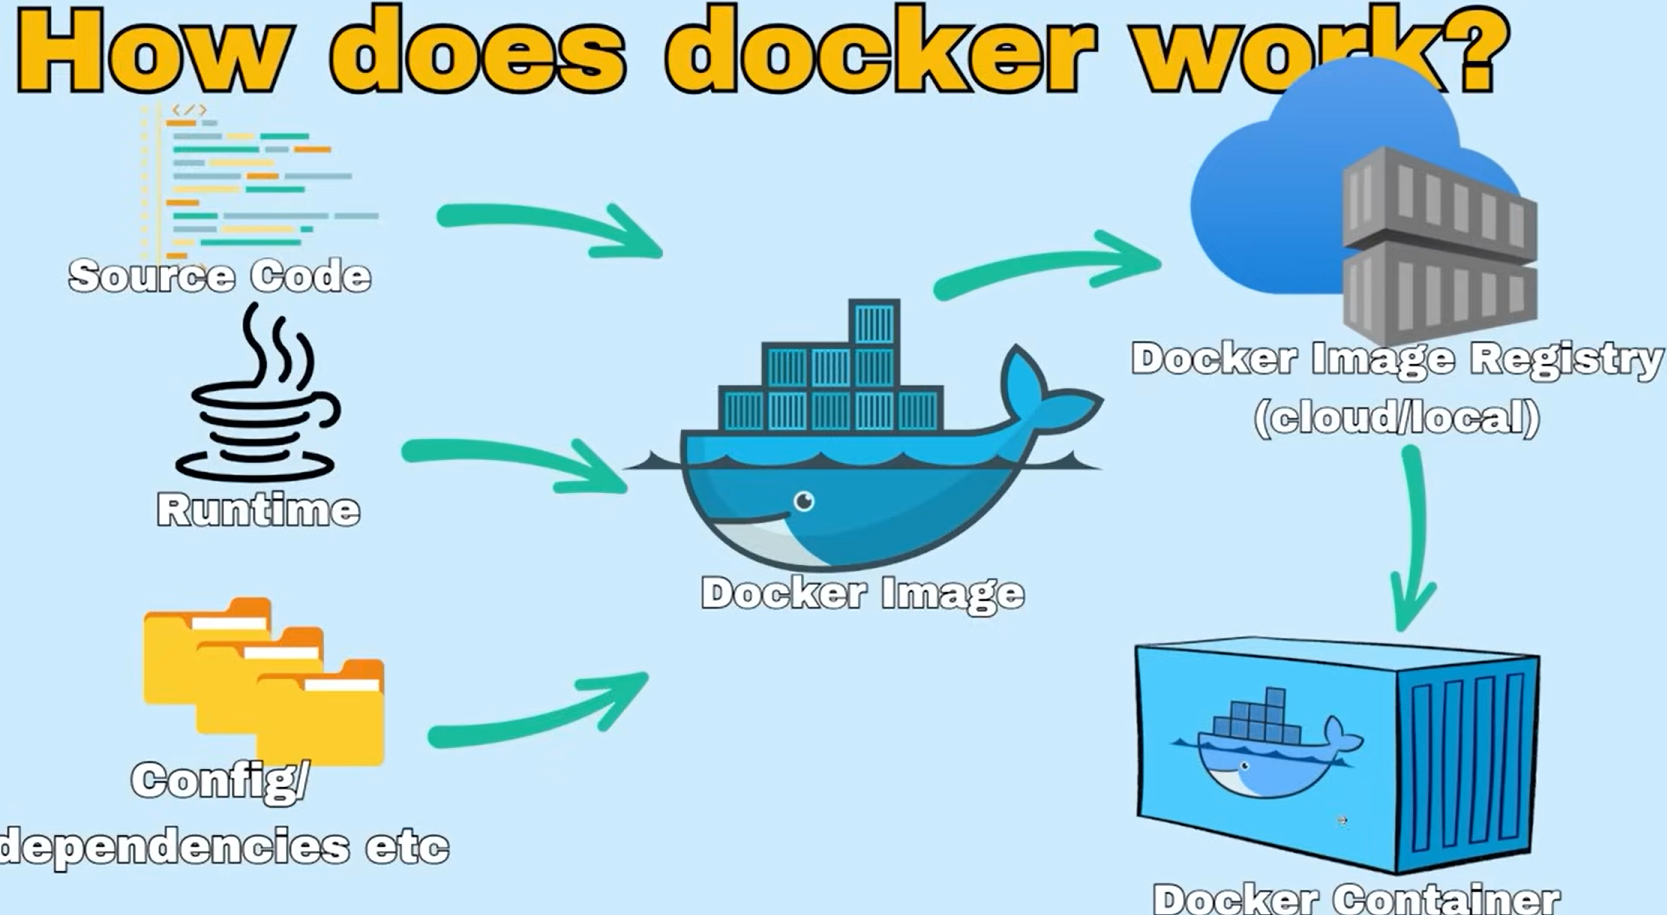 How does docker work?
</>
Source Code
Runtime
Config/
dependencies etc
Docker Image
Docker Image Registry
(cloud/local)
Docker Container